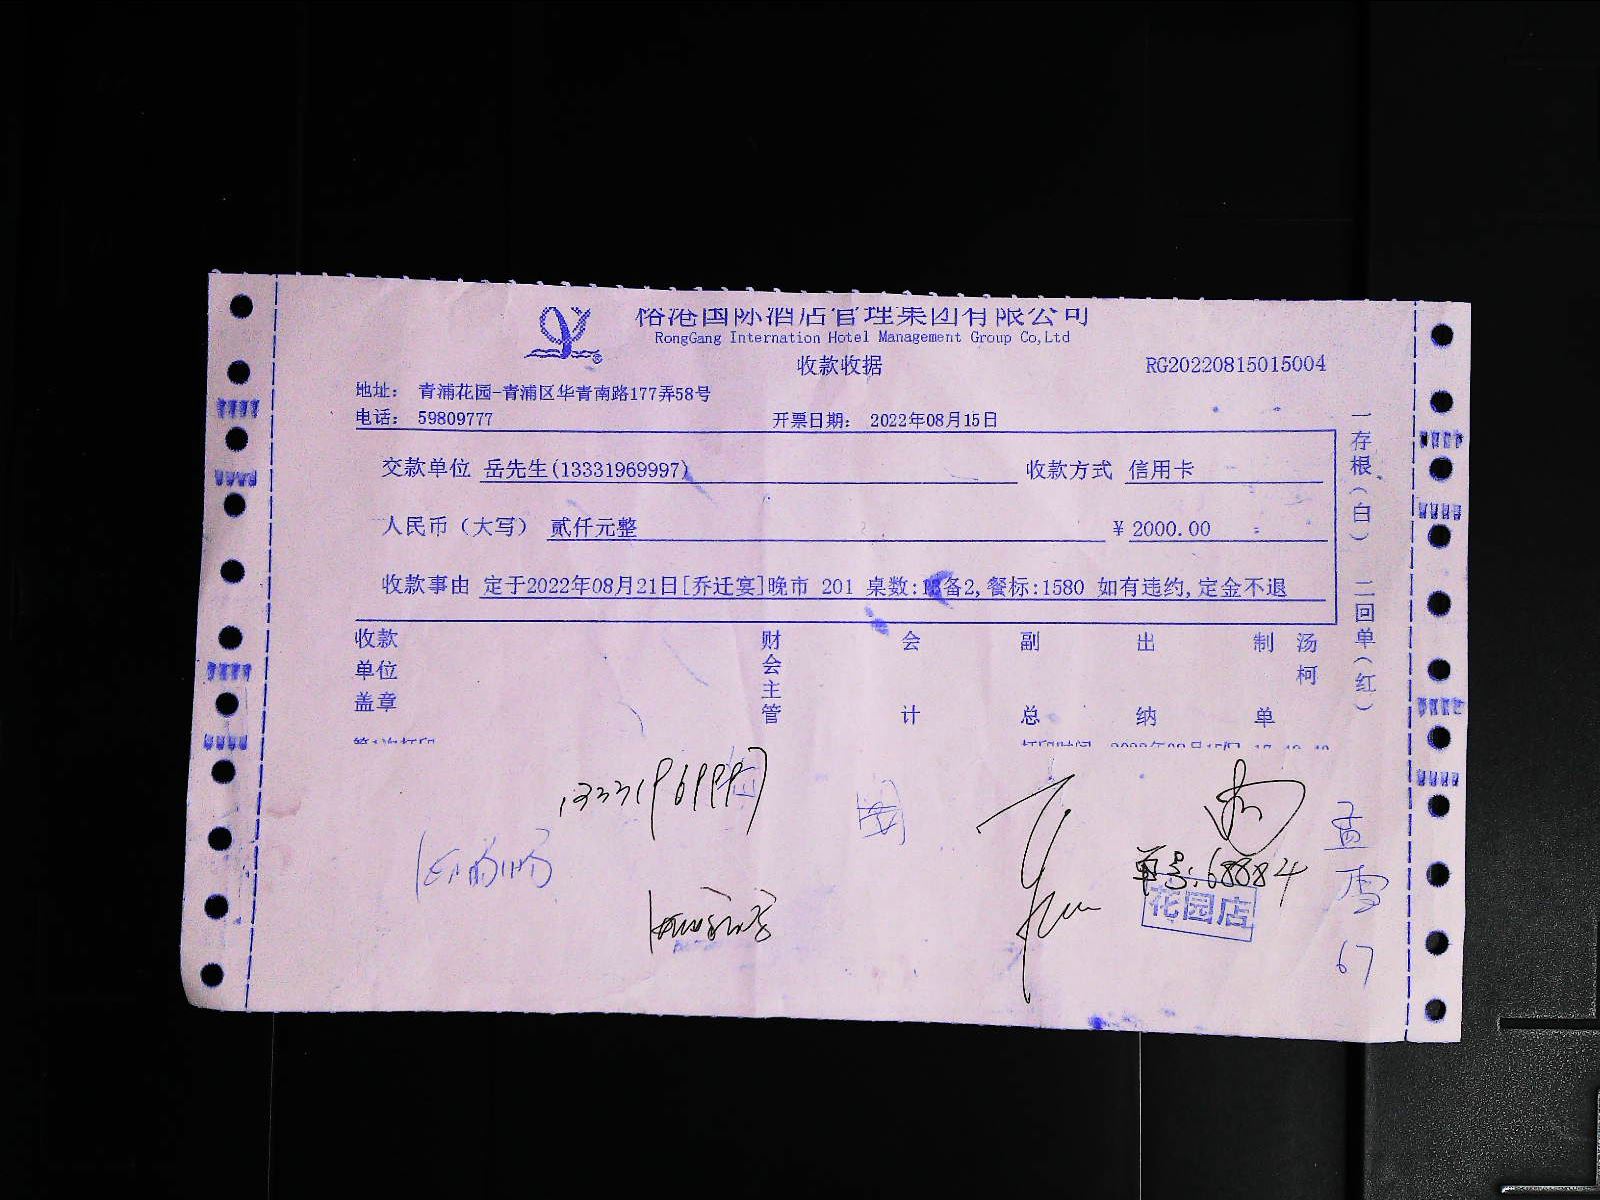 榕港国际酒店管理集团有限公司
RongGang Internation Hotel Management Group Co,Ltd
收款收据
RG20220815015004
地址： 青浦花园-青浦区华青南路177弄58号
电话： 59809777
开票日期： 2022年08月15日
交款单位 岳先生(13331969997)
收款方式 信用卡
人民币（大写） 贰仟元整
¥ 2000.00
收款事由 定于2022年08月21日[乔迁宴]晚市 201 桌数: 备2,餐标:1580 如有违约,定金不退
一存根（白） 二回单（红）
收款单位盖章
财会主管
会计
副总
出纳
制单
汤柯
13331969997
单号:68884
花园店
孟雪
67